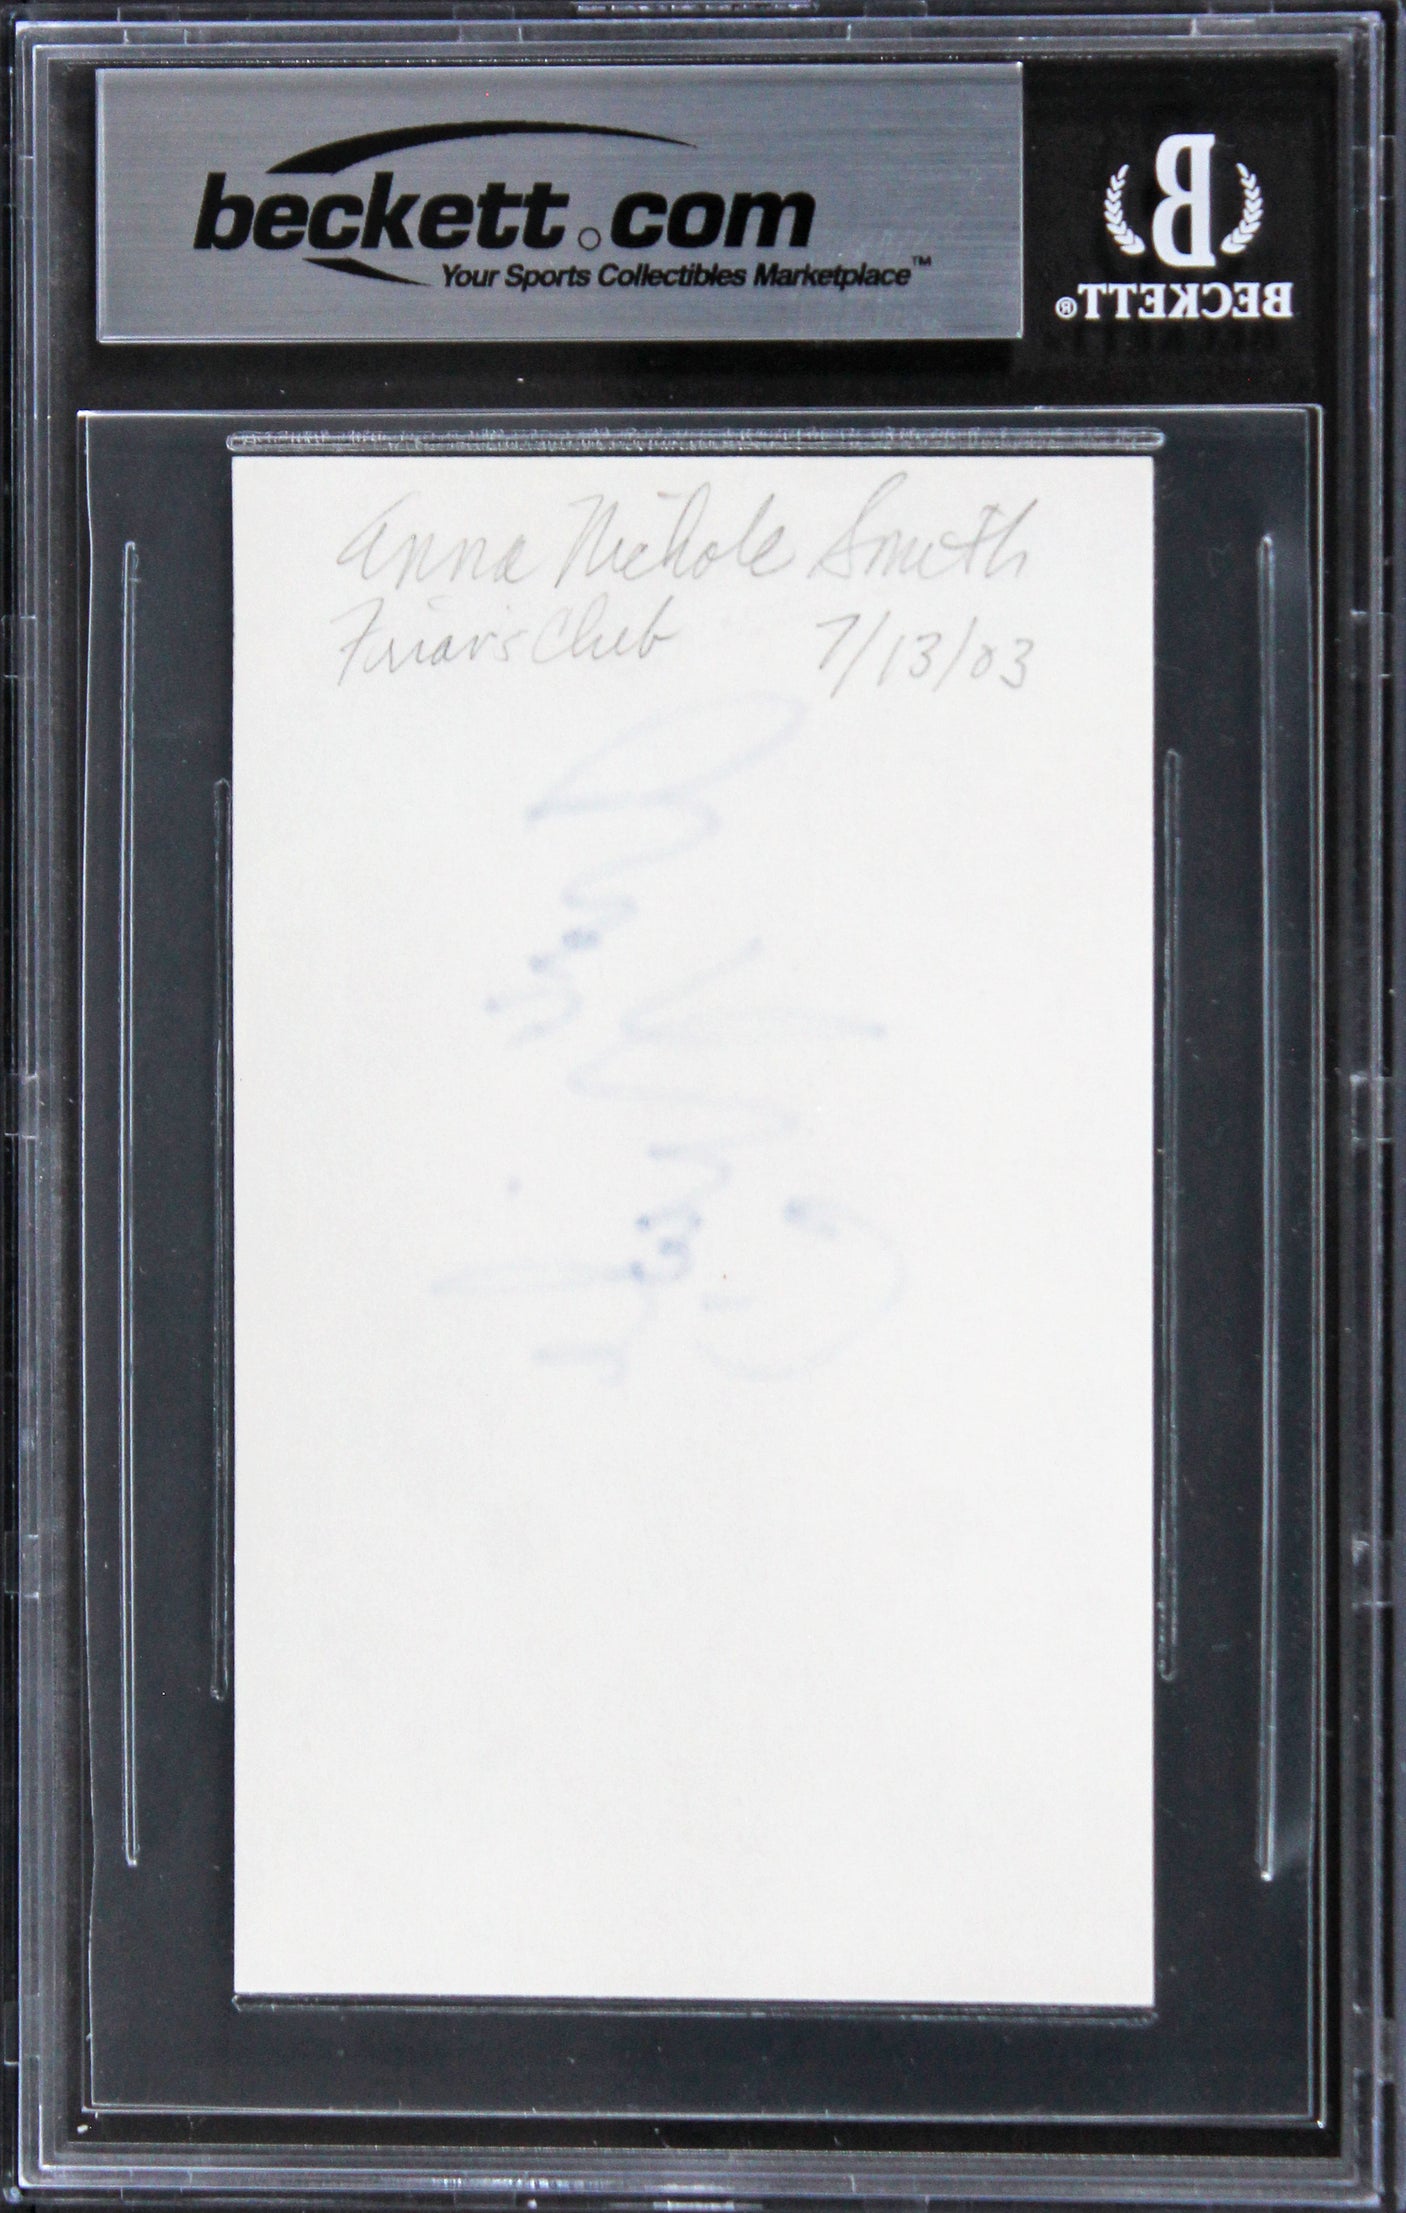 beckett.com
Your Sports Collectibles Marketplace™
BECKETT®
Anna Nichole Smith
Friar's Club 7/13/03